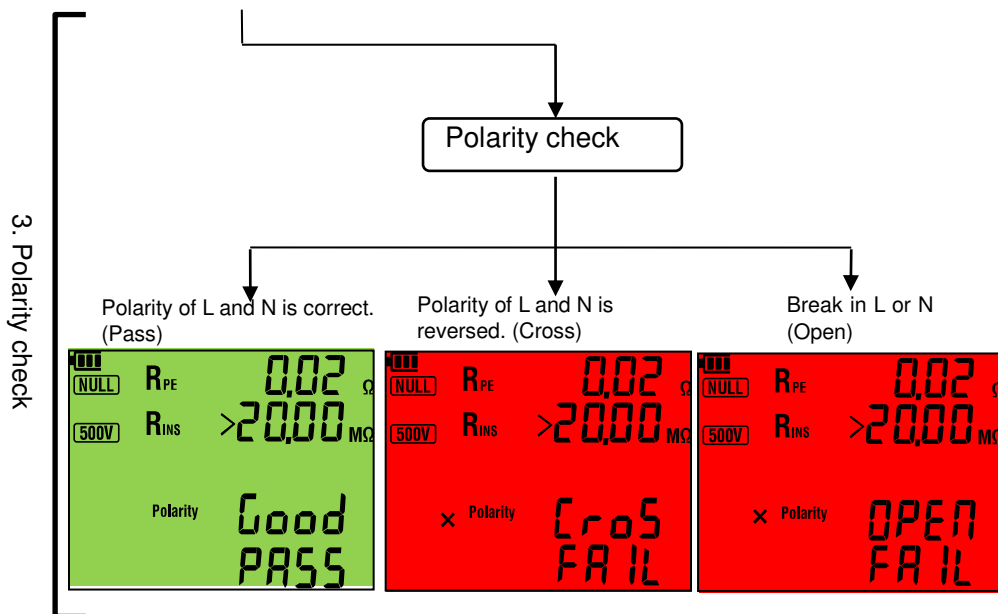 3. Polarity check
Polarity check
Polarity of L and N is correct.
(Pass)
NULL RPE 0.02 Ω
500V RINS >20.00 MΩ
Polarity Good
PASS
Polarity of L and N is
reversed. (Cross)
NULL RPE 0.02 Ω
500V RINS >20.00 MΩ
× Polarity CroS
FAIL
Break in L or N
(Open)
NULL RPE 0.02 Ω
500V RINS >20.00 MΩ
× Polarity OPEN
FAIL